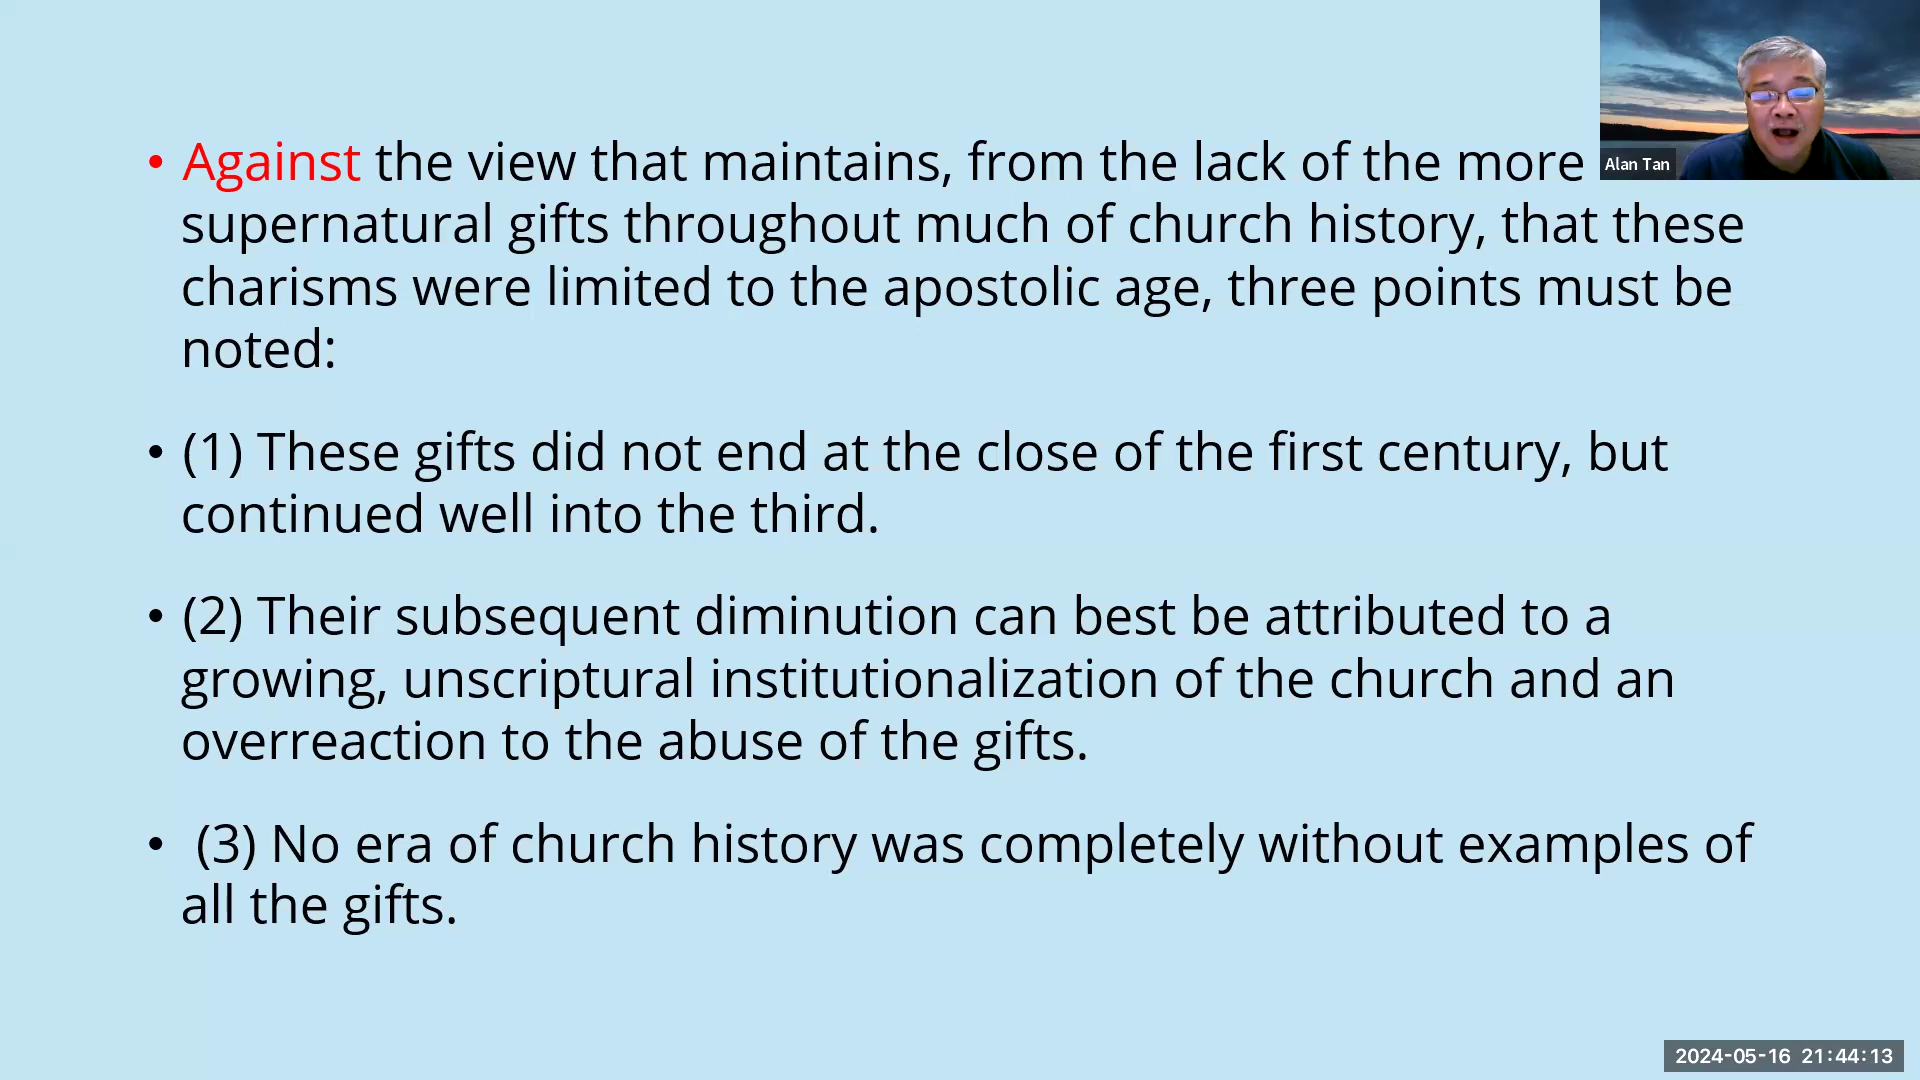 • Against the view that maintains, from the lack of the more
supernatural gifts throughout much of church history, that these
charisms were limited to the apostolic age, three points must be
noted:
• (1) These gifts did not end at the close of the first century, but
continued well into the third.
• (2) Their subsequent diminution can best be attributed to a
growing, unscriptural institutionalization of the church and an
overreaction to the abuse of the gifts.
• (3) No era of church history was completely without examples of
all the gifts.
Alan Tan
2024-05-16 21:44:13